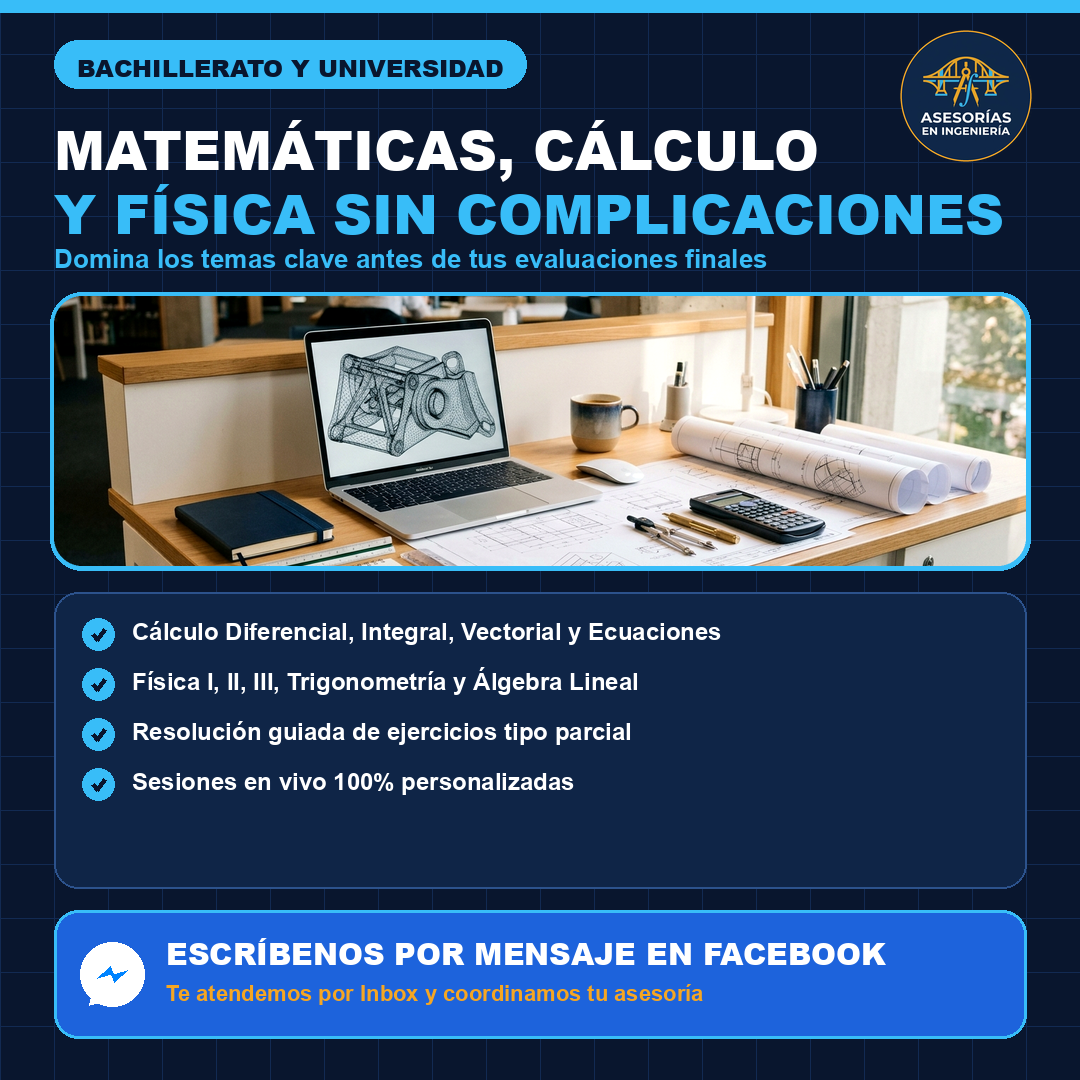 BACHILLERATO Y UNIVERSIDAD
ASESORÍAS
EN INGENIERÍA
MATEMÁTICAS, CÁLCULO
Y FÍSICA SIN COMPLICACIONES
Domina los temas clave antes de tus evaluaciones finales
Cálculo Diferencial, Integral, Vectorial y Ecuaciones
Física I, II, III, Trigonometría y Álgebra Lineal
Resolución guiada de ejercicios tipo parcial
Sesiones en vivo 100% personalizadas
ESCRÍBENOS POR MENSAJE EN FACEBOOK
Te atendemos por Inbox y coordinamos tu asesoría